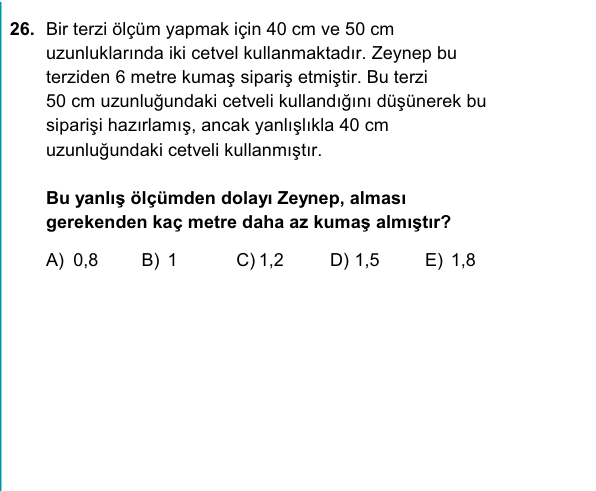 26. Bir terzi ölçüm yapmak için 40 cm ve 50 cm
uzunluklarında iki cetvel kullanmaktadır. Zeynep bu
terziden 6 metre kumaş sipariş etmiştir. Bu terzi
50 cm uzunluğundaki cetveli kullandığını düşünerek bu
siparişi hazırlamış, ancak yanlışlıkla 40 cm
uzunluğundaki cetveli kullanmıştır.
Bu yanlış ölçümden dolayı Zeynep, alması
gerekenden kaç metre daha az kumaş almıştır?
A) 0,8 B) 1 C) 1,2 D) 1,5 E) 1,8